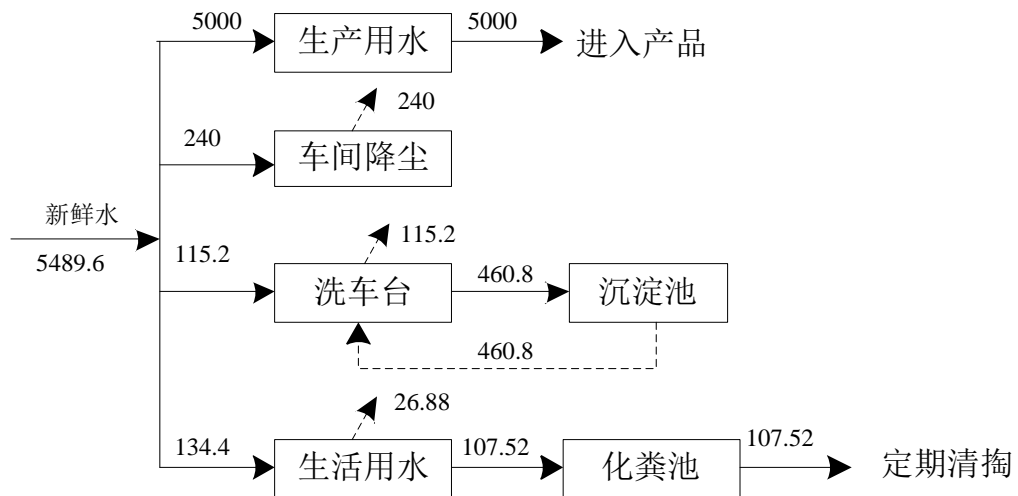 5000
生产用水
5000
进入产品
240
240
车间降尘
新鲜水
5489.6
115.2
115.2
洗车台
460.8
沉淀池
460.8
26.88
134.4
生活用水
107.52
化粪池
107.52
定期清掏